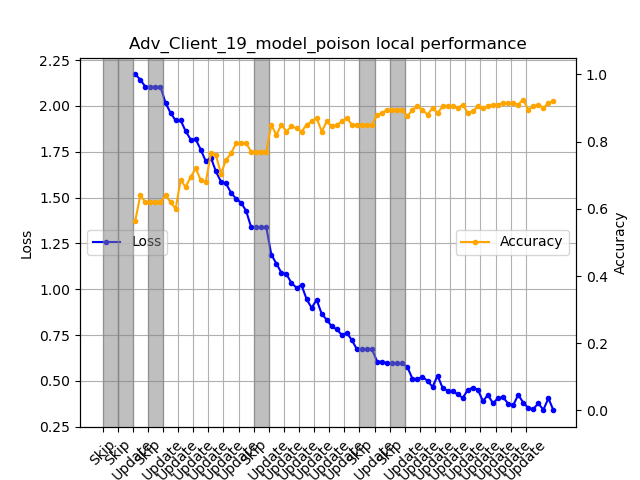 Adv_Client_19_model_poison local performance
2.25
2.00
1.75
1.50
1.25
1.00
0.75
0.50
0.25
Loss
1.0
0.8
0.6
0.4
0.2
0.0
Accuracy
Loss
Accuracy
Skip
Skip
Update
Skip
Update
Update
Update
Update
Update
Update
Skip
Update
Update
Update
Update
Update
Update
Skip
Update
Skip
Update
Update
Update
Update
Update
Update
Update
Update
Update